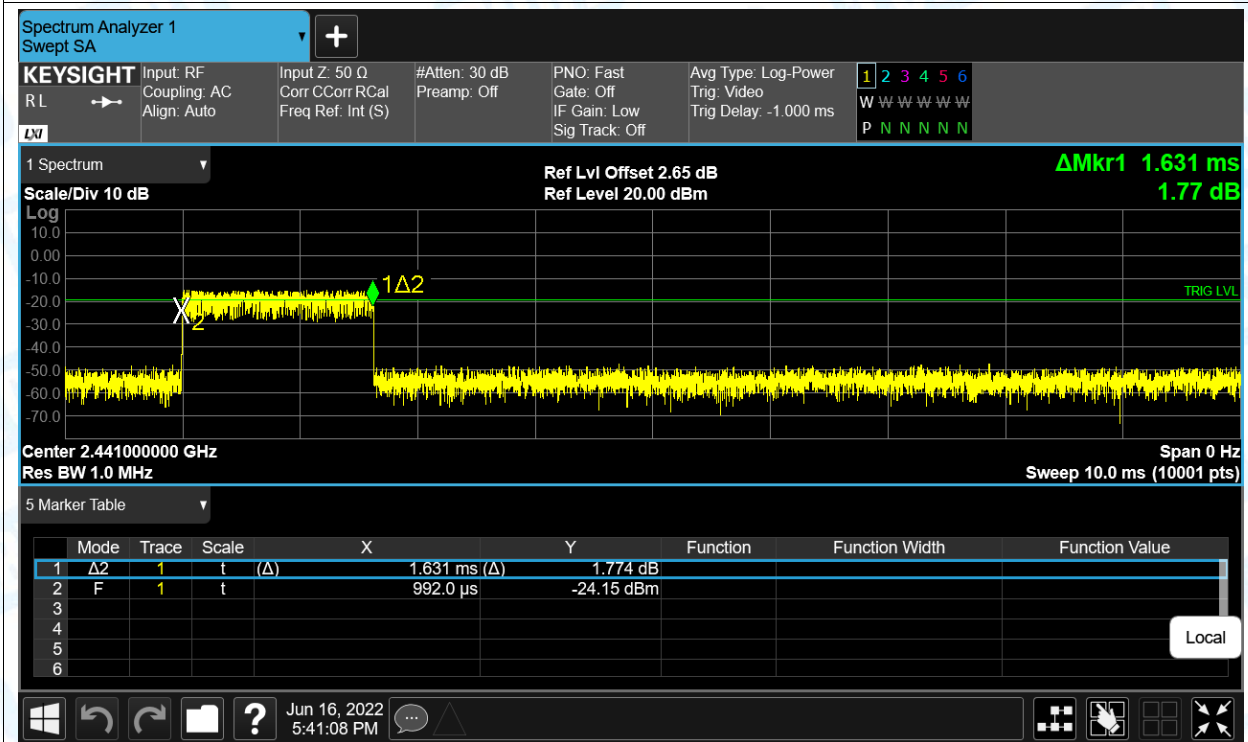 Spectrum Analyzer 1
Swept SA
KEYSIGHT Input: RF Input Z: 50 Ω #Atten: 30 dB PNO: Fast Avg Type: Log-Power 1 2 3 4 5 6
R L Coupling: AC Corr CCorr RCal Preamp: Off Gate: Off Trig: Video
Align: Auto Freq Ref: Int (S) IF Gain: Low Trig Delay: -1.000 ms W W W W W W
LXI Sig Track: Off P N N N N N
1 Spectrum Ref Lvl Offset 2.65 dB ΔMkr1 1.631 ms
Scale/Div 10 dB Ref Level 20.00 dBm 1.77 dB
Log
10.0
0.00
-10.0 1Δ2
TRIG LVL
-20.0
2
-30.0
-40.0
-50.0
-60.0
-70.0
Center 2.441000000 GHz Span 0 Hz
Res BW 1.0 MHz Sweep 10.0 ms (10001 pts)
5 Marker Table
Mode Trace Scale X Y Function Function Width Function Value
1 Δ2 1 t (Δ) 1.631 ms (Δ) 1.774 dB
2 F 1 t 992.0 µs -24.15 dBm
3
4
5
Local
6
? Jun 16, 2022
5:41:08 PM